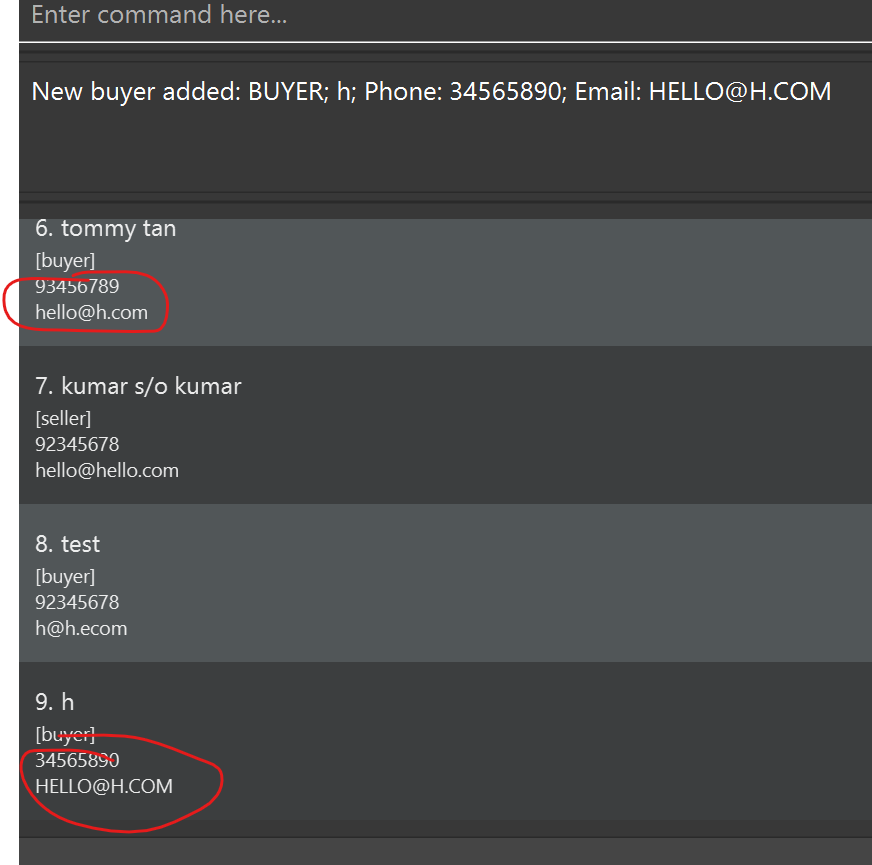 Enter command here...
New buyer added: BUYER; h; Phone: 34565890; Email: HELLO@H.COM
6. tommy tan
[buyer]
93456789
hello@h.com
7. kumar s/o kumar
[seller]
92345678
hello@hello.com
8. test
[buyer]
92345678
h@h.ecom
9. h
[buyer]
34565890
HELLO@H.COM